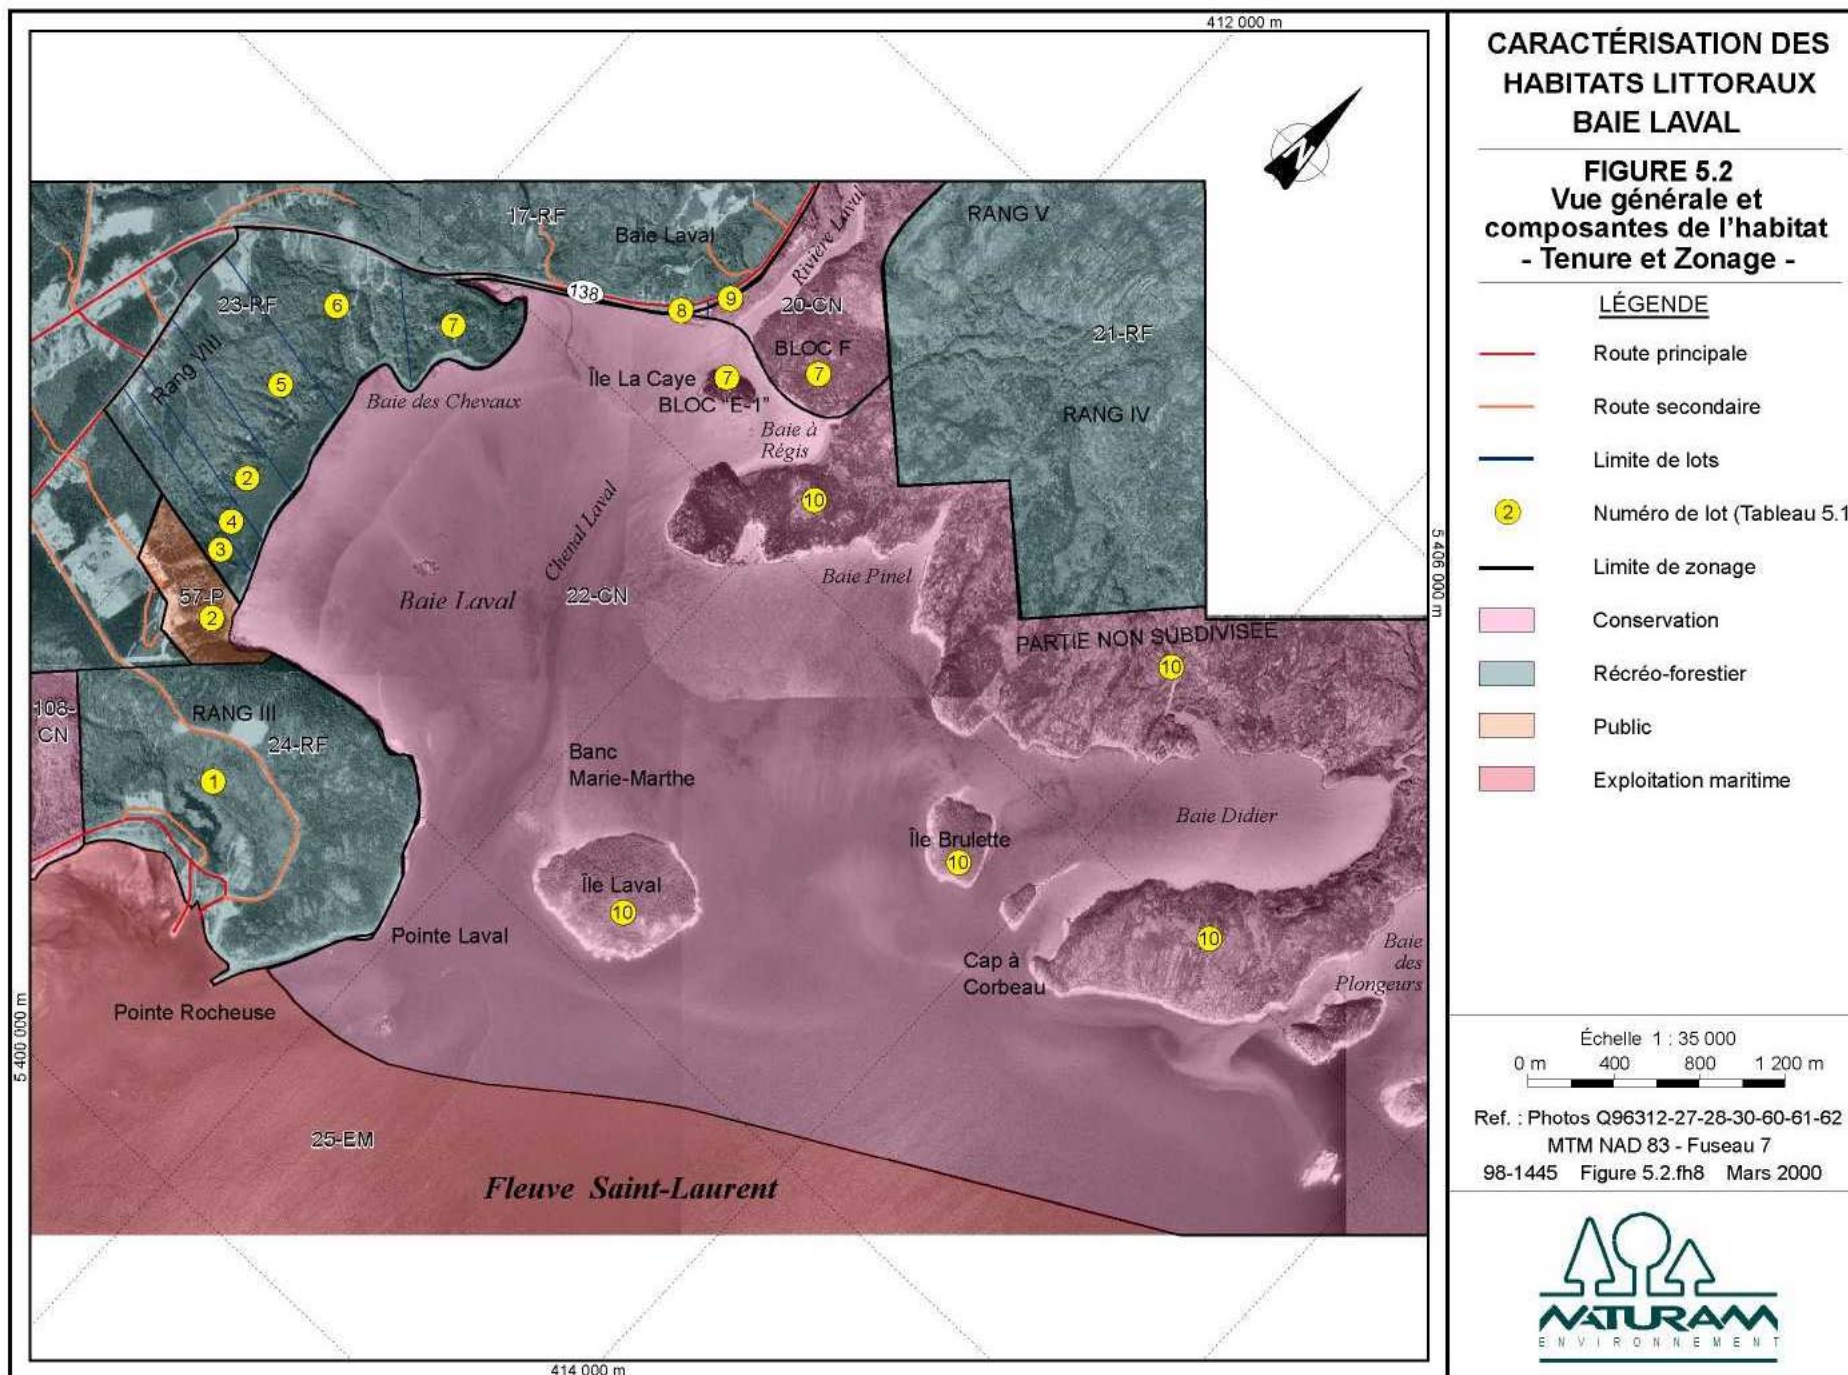 412 000 m
RANG V
17-RF
Baie Laval
Rivière Laval
23-RF
6
138
8
9
20-CN
7
21-RF
Rang VIII
BLOC F
5
Île La Caye
7
7
BLOC "E-1"
Baie des Chevaux
RANG IV
Baie à
Régis
2
10
4
Chenal Laval
3
Baie Pinel
57-P
2
Baie Laval
22-CN
5 406 000 m
PARTIE NON SUBDIVISÉE
10
108-
CN
RANG III
24-RF
Banc
Marie-Marthe
1
Baie Didier
Île Brulette
10
Île Laval
10
Pointe Laval
10
Baie
des
Plongeurs
Cap à
Corbeau
Pointe Rocheuse
5 400 000 m
25-EM
Fleuve Saint-Laurent
414 000 m
N
CARACTÉRISATION DES
HABITATS LITTORAUX
BAIE LAVAL
FIGURE 5.2
Vue générale et
composantes de l'habitat
- Tenure et Zonage -
LÉGENDE
Route principale
Route secondaire
Limite de lots
2 Numéro de lot (Tableau 5.1
Limite de zonage
Conservation
Récréo-forestier
Public
Exploitation maritime
Échelle 1 : 35 000
0 m 400 800 1 200 m
Ref. : Photos Q96312-27-28-30-60-61-62
MTM NAD 83 - Fuseau 7
98-1445 Figure 5.2.fh8 Mars 2000
NATURAM
ENVIRONNEMENT